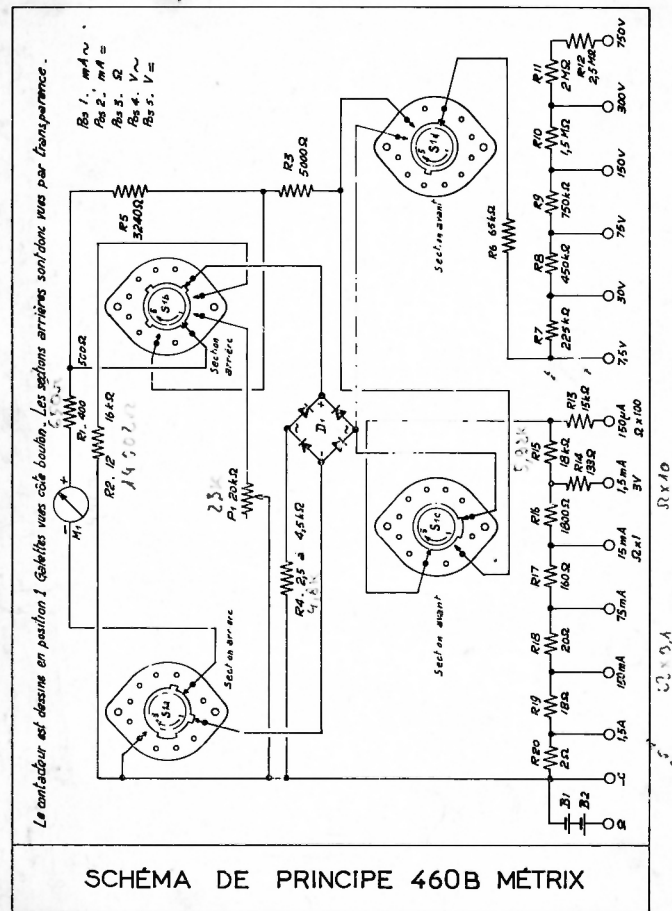 Le contacteur est dessiné en position 1 Galettes vues côté bouton. Les sections arrières sont donc vues par transparence.
Pos 1. mA ~
Pos 2. mA =
Pos 3. Ω
Pos 4. V ~
Pos 5. V =
- M1 +
R1. 400
500Ω
R2. 12
16 kΩ
R5
3240Ω
R3
5000Ω
S1a
Section arrière
S1b
Section arrière
P1 20kΩ
23K
R4. 2,5 à 4,5kΩ
D1
S1c
Section avant
S1d
Section avant
R6 65kΩ
R20
2Ω
R19
18Ω
R18
20Ω
R17
160Ω
R16
1800Ω
R15
18kΩ
R14
133Ω
R13
15kΩ
R7
225kΩ
R8
450kΩ
R9
750kΩ
R10
1,5MΩ
R11
2MΩ
R12
2,5MΩ
B1
B2
Ω
1,5A
150mA
75mA
15mA
Ωx1
1,5mA
3V
150µA
Ωx100
7,5V
30V
75V
150V
300V
750V
Ωx10
SCHÉMA DE PRINCIPE 460B MÉTRIX